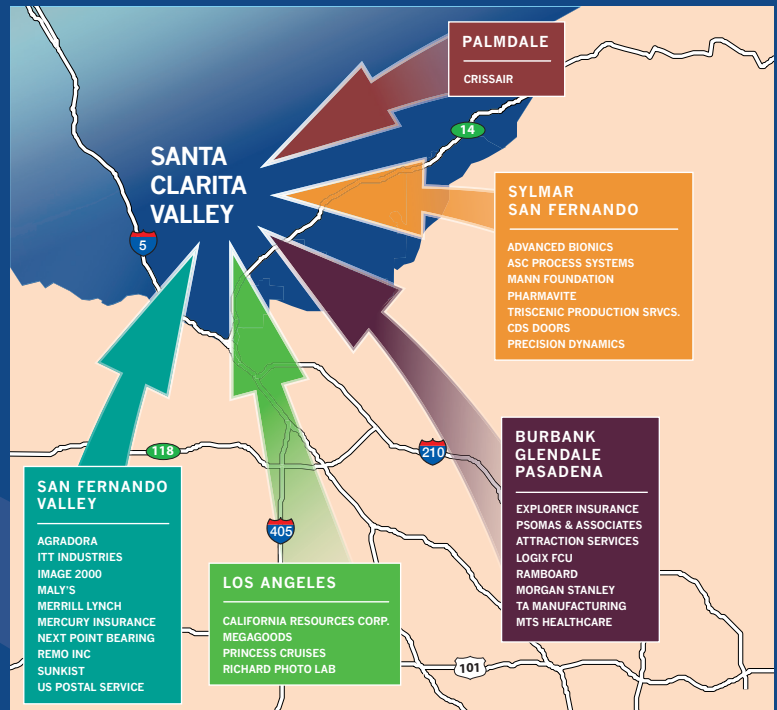 PALMDALE
CRISSAIR
14
SANTA
CLARITA
VALLEY
5
SYLMAR
SAN FERNANDO
ADVANCED BIONICS
ASC PROCESS SYSTEMS
MANN FOUNDATION
PHARMAVITE
TRISCENIC PRODUCTION SRVCS.
CDS DOORS
PRECISION DYNAMICS
118
210
BURBANK
GLENDALE
PASADENA
EXPLORER INSURANCE
PSOMAS & ASSOCIATES
ATTRACTION SERVICES
LOGIX FCU
RAMBOARD
MORGAN STANLEY
TA MANUFACTURING
MTS HEALTHCARE
SAN FERNANDO
VALLEY
AGRADORA
ITT INDUSTRIES
IMAGE 2000
MALY'S
MERRILL LYNCH
MERCURY INSURANCE
NEXT POINT BEARING
REMO INC
SUNKIST
US POSTAL SERVICE
405
LOS ANGELES
CALIFORNIA RESOURCES CORP.
MEGAGOODS
PRINCESS CRUISES
RICHARD PHOTO LAB
101